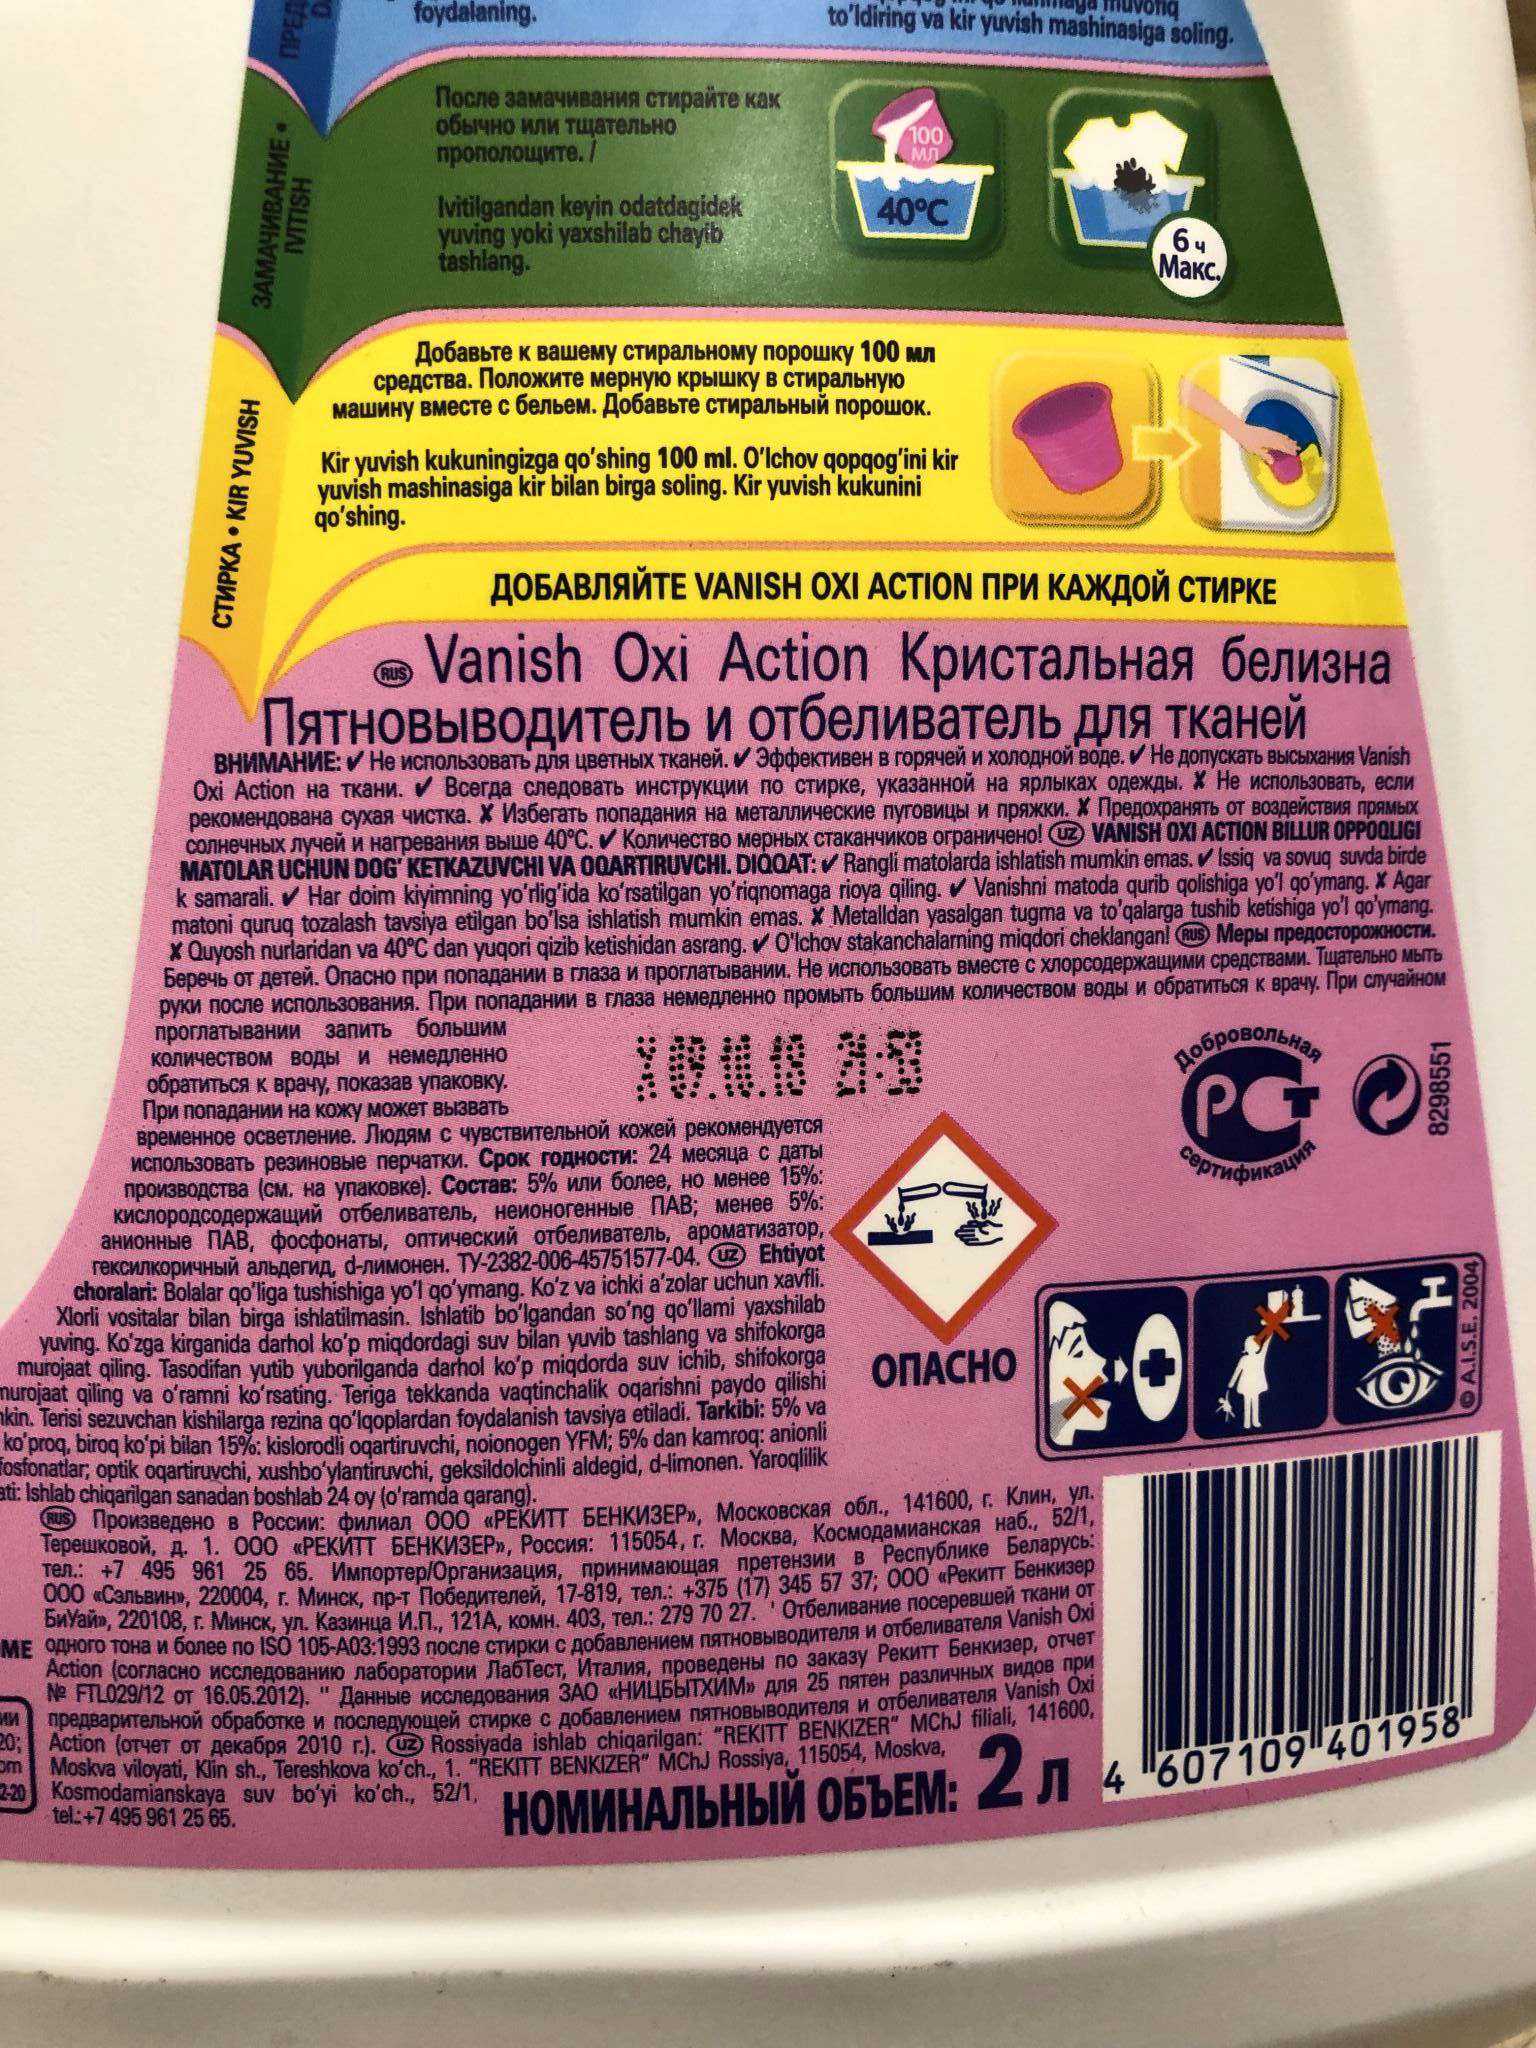 foydalaning.
to'ldiring va kir yuvish mashinasiga soling.
ЗАМАЧИВАНИЕ •
IVITISH
После замачивания стирайте как
обычно или тщательно
прополощите. /
Ivitilgandan keyin odatdagidek
yuving yoki yaxshilab chayib
tashlang.
100
МЛ
40°C
6 ч
Макс.
СТИРКА • KIR YUVISH
Добавьте к вашему стиральному порошку 100 мл
средства. Положите мерную крышку в стиральную
машину вместе с бельем. Добавьте стиральный порошок.
Kir yuvish kukuningizga qo'shing 100 ml. O'lchov qopqog'ini kir
yuvish mashinasiga kir bilan birga soling. Kir yuvish kukunini
qo'shing.
ДОБАВЛЯЙТЕ VANISH OXI ACTION ПРИ КАЖДОЙ СТИРКЕ
RUS Vanish Oxi Action Кристальная белизна
Пятновыводитель и отбеливатель для тканей
ВНИМАНИЕ: ✔ Не использовать для цветных тканей. ✔ Эффективен в горячей и холодной воде. ✔ Не допускать высыхания Vanish
Oxi Action на ткани. ✔ Всегда следовать инструкции по стирке, указанной на ярлыках одежды. ✘ Не использовать, если
рекомендована сухая чистка. ✘ Избегать попадания на металлические пуговицы и пряжки. ✘ Предохранять от воздействия прямых
солнечных лучей и нагревания выше 40°C. ✔ Количество мерных стаканчиков ограничено! UZ VANISH OXI ACTION BILLUR OPPOQLIGI
MATOLAR UCHUN DOG' KETKAZUVCHI VA OQARTIRUVCHI. DIQQAT: ✔ Rangli matolarda ishlatish mumkin emas. ✔ Issiq va sovuq suvda birde
k samarali. ✔ Har doim kiyimning yo'rlig'ida ko'rsatilgan yo'riqnomaga rioya qiling. ✔ Vanishni matoda qurib qolishiga yo'l qo'ymang. ✘ Agar
matoni quruq tozalash tavsiya etilgan bo'lsa ishlatish mumkin emas. ✘ Metalldan yasalgan tugma va to'qalarga tushib ketishiga yo'l qo'ymang.
✘ Quyosh nurlaridan va 40°C dan yuqori qizib ketishidan asrang. ✔ O'lchov stakanchalarning miqdori cheklangan! RUS Меры предосторожности.
Беречь от детей. Опасно при попадании в глаза и проглатывании. Не использовать вместе с хлорсодержащими средствами. Тщательно мыть
руки после использования. При попадании в глаза немедленно промыть большим количеством воды и обратиться к врачу. При случайном
проглатывании запить большим
количеством воды и немедленно
обратиться к врачу, показав упаковку.
При попадании на кожу может вызвать
временное осветление. Людям с чувствительной кожей рекомендуется
использовать резиновые перчатки. Срок годности: 24 месяца с даты
производства (см. на упаковке). Состав: 5% или более, но менее 15%:
кислородсодержащий отбеливатель, неионогенные ПАВ; менее 5%:
анионные ПАВ, фосфонаты, оптический отбеливатель, ароматизатор,
гексилкоричный альдегид, d-лимонен. ТУ-2382-006-45751577-04. UZ Ehtiyot
choralari: Bolalar qo'liga tushishiga yo'l qo'ymang. Ko'z va ichki a'zolar uchun xavfli.
Xlorli vositalar bilan birga ishlatilmasin. Ishlatib bo'lgandan so'ng qo'llami yaxshilab
yuving. Ko'zga kirganida darhol ko'p miqdordagi suv bilan yuvib tashlang va shifokorga
murojaat qiling. Tasodifan yutib yuborilganda darhol ko'p miqdorda suv ichib, shifokorga
murojaat qiling va o'ramni ko'rsating. Teriga tekkanda vaqtinchalik oqarishni paydo qilishi
mkin. Terisi sezuvchan kishilarga rezina qo'lqoplardan foydalanish tavsiya etiladi. Tarkibi: 5% va
ko'proq, biroq ko'pi bilan 15%: kislorodli oqartiruvchi, noionogen YFM; 5% dan kamroq: anionli
fosfonatlar; optik oqartiruvchi, xushbo'ylantiruvchi, geksildolchinli aldegid, d-limonen. Yaroqlilik
ati: Ishlab chiqarilgan sanadan boshlab 24 oy (o'ramda qarang).
X 09.10.18 21:53
Добровольная
РСТ
сертификация
8298551
ОПАСНО
© A.I.S.E. 2004
RUS Произведено в России: филиал ООО «РЕКИТТ БЕНКИЗЕР», Московская обл., 141600, г. Клин, ул.
Терешковой, д. 1. ООО «РЕКИТТ БЕНКИЗЕР», Россия: 115054, г. Москва, Космодамианская наб., 52/1,
тел.: +7 495 961 25 65. Импортер/Организация, принимающая претензии в Республике Беларусь:
ООО «Сэльвин», 220004, г. Минск, пр-т Победителей, 17-819, тел.: +375 (17) 345 57 37; ООО «Рекитт Бенкизер
БиУай», 220108, г. Минск, ул. Казинца И.П., 121А, комн. 403, тел.: 279 70 27. ' Отбеливание посеревшей ткани от
одного тона и более по ISO 105-A03:1993 после стирки с добавлением пятновыводителя и отбеливателя Vanish Oxi
Action (согласно исследованию лаборатории ЛабТест, Италия, проведены по заказу Рекитт Бенкизер, отчет
№ FTL029/12 от 16.05.2012). " Данные исследования ЗАО «НИЦБЫТХИМ» для 25 пятен различных видов при
предварительной обработке и последующей стирке с добавлением пятновыводителя и отбеливателя Vanish Oxi
Action (отчет от декабря 2010 г.). UZ Rossiyada ishlab chiqarilgan: "REKITT BENKIZER" MChJ filiali, 141600,
Moskva viloyati, Klin sh., Tereshkova ko'ch., 1. "REKITT BENKIZER" MChJ Rossiya, 115054, Moskva,
Kosmodamianskaya suv bo'yi ko'ch., 52/1,
tel.:+7 495 961 25 65.
НОМИНАЛЬНЫЙ ОБЪЕМ: 2 л
4 607109 401958